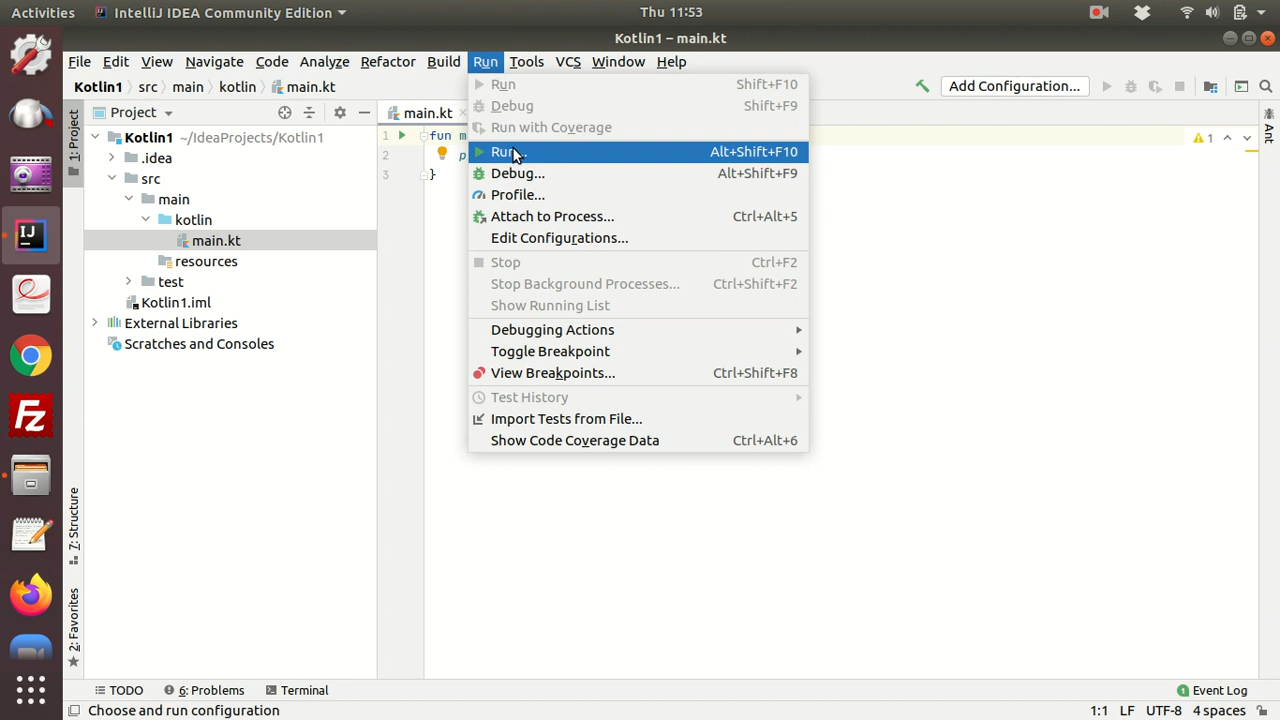 Activities IntelliJ IDEA Community Edition Thu 11:53
Kotlin1 – main.kt
File Edit View Navigate Code Analyze Refactor Build Run Tools VCS Window Help
Kotlin1 src main kotlin main.kt Add Configuration...
1: Project
Project
Kotlin1 ~/IdeaProjects/Kotlin1
.idea
src
main
kotlin
main.kt
resources
test
Kotlin1.iml
External Libraries
Scratches and Consoles
main.kt
1 fun
2 p
3 }
1
Run Shift+F10
Debug Shift+F9
Run with Coverage
Run... Alt+Shift+F10
Debug... Alt+Shift+F9
Profile...
Attach to Process... Ctrl+Alt+5
Edit Configurations...
Stop Ctrl+F2
Stop Background Processes... Ctrl+Shift+F2
Show Running List
Debugging Actions
Toggle Breakpoint
View Breakpoints... Ctrl+Shift+F8
Test History
Import Tests from File...
Show Code Coverage Data Ctrl+Alt+6
Ant
7: Structure
2: Favorites
TODO 6: Problems Terminal 1 Event Log
Choose and run configuration 1:1 LF UTF-8 4 spaces
IJ
Fz